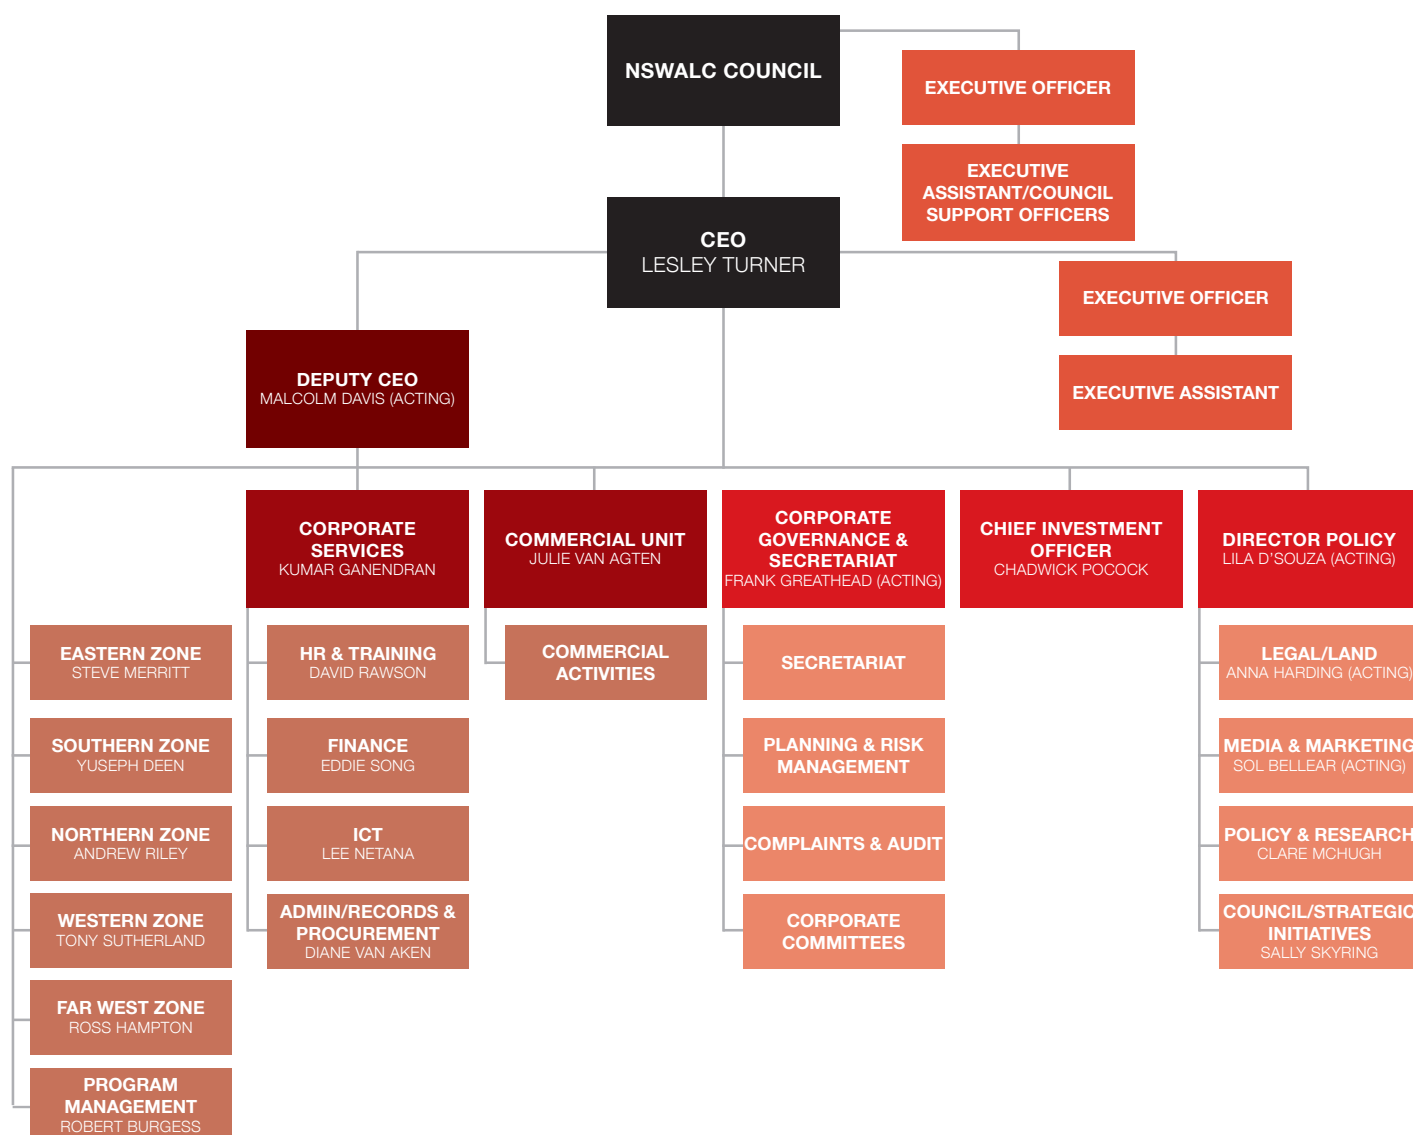 NSWALC COUNCIL
EXECUTIVE OFFICER
EXECUTIVE
ASSISTANT/COUNCIL
SUPPORT OFFICERS
CEO
LESLEY TURNER
EXECUTIVE OFFICER
EXECUTIVE ASSISTANT
DEPUTY CEO
MALCOLM DAVIS (ACTING)
CORPORATE
SERVICES
KUMAR GANENDRAN
COMMERCIAL UNIT
JULIE VAN AGTEN
CORPORATE
GOVERNANCE &
SECRETARIAT
FRANK GREATHEAD (ACTING)
CHIEF INVESTMENT
OFFICER
CHADWICK POCOCK
DIRECTOR POLICY
LILA D'SOUZA (ACTING)
EASTERN ZONE
STEVE MERRITT
SOUTHERN ZONE
YUSEPH DEEN
NORTHERN ZONE
ANDREW RILEY
WESTERN ZONE
TONY SUTHERLAND
FAR WEST ZONE
ROSS HAMPTON
PROGRAM
MANAGEMENT
ROBERT BURGESS
HR & TRAINING
DAVID RAWSON
FINANCE
EDDIE SONG
ICT
LEE NETANA
ADMIN/RECORDS &
PROCUREMENT
DIANE VAN AKEN
COMMERCIAL
ACTIVITIES
SECRETARIAT
PLANNING & RISK
MANAGEMENT
COMPLAINTS & AUDIT
CORPORATE
COMMITTEES
LEGAL/LAND
ANNA HARDING (ACTING)
MEDIA & MARKETING
SOL BELLEAR (ACTING)
POLICY & RESEARCH
CLARE MCHUGH
COUNCIL/STRATEGIC
INITIATIVES
SALLY SKYRING